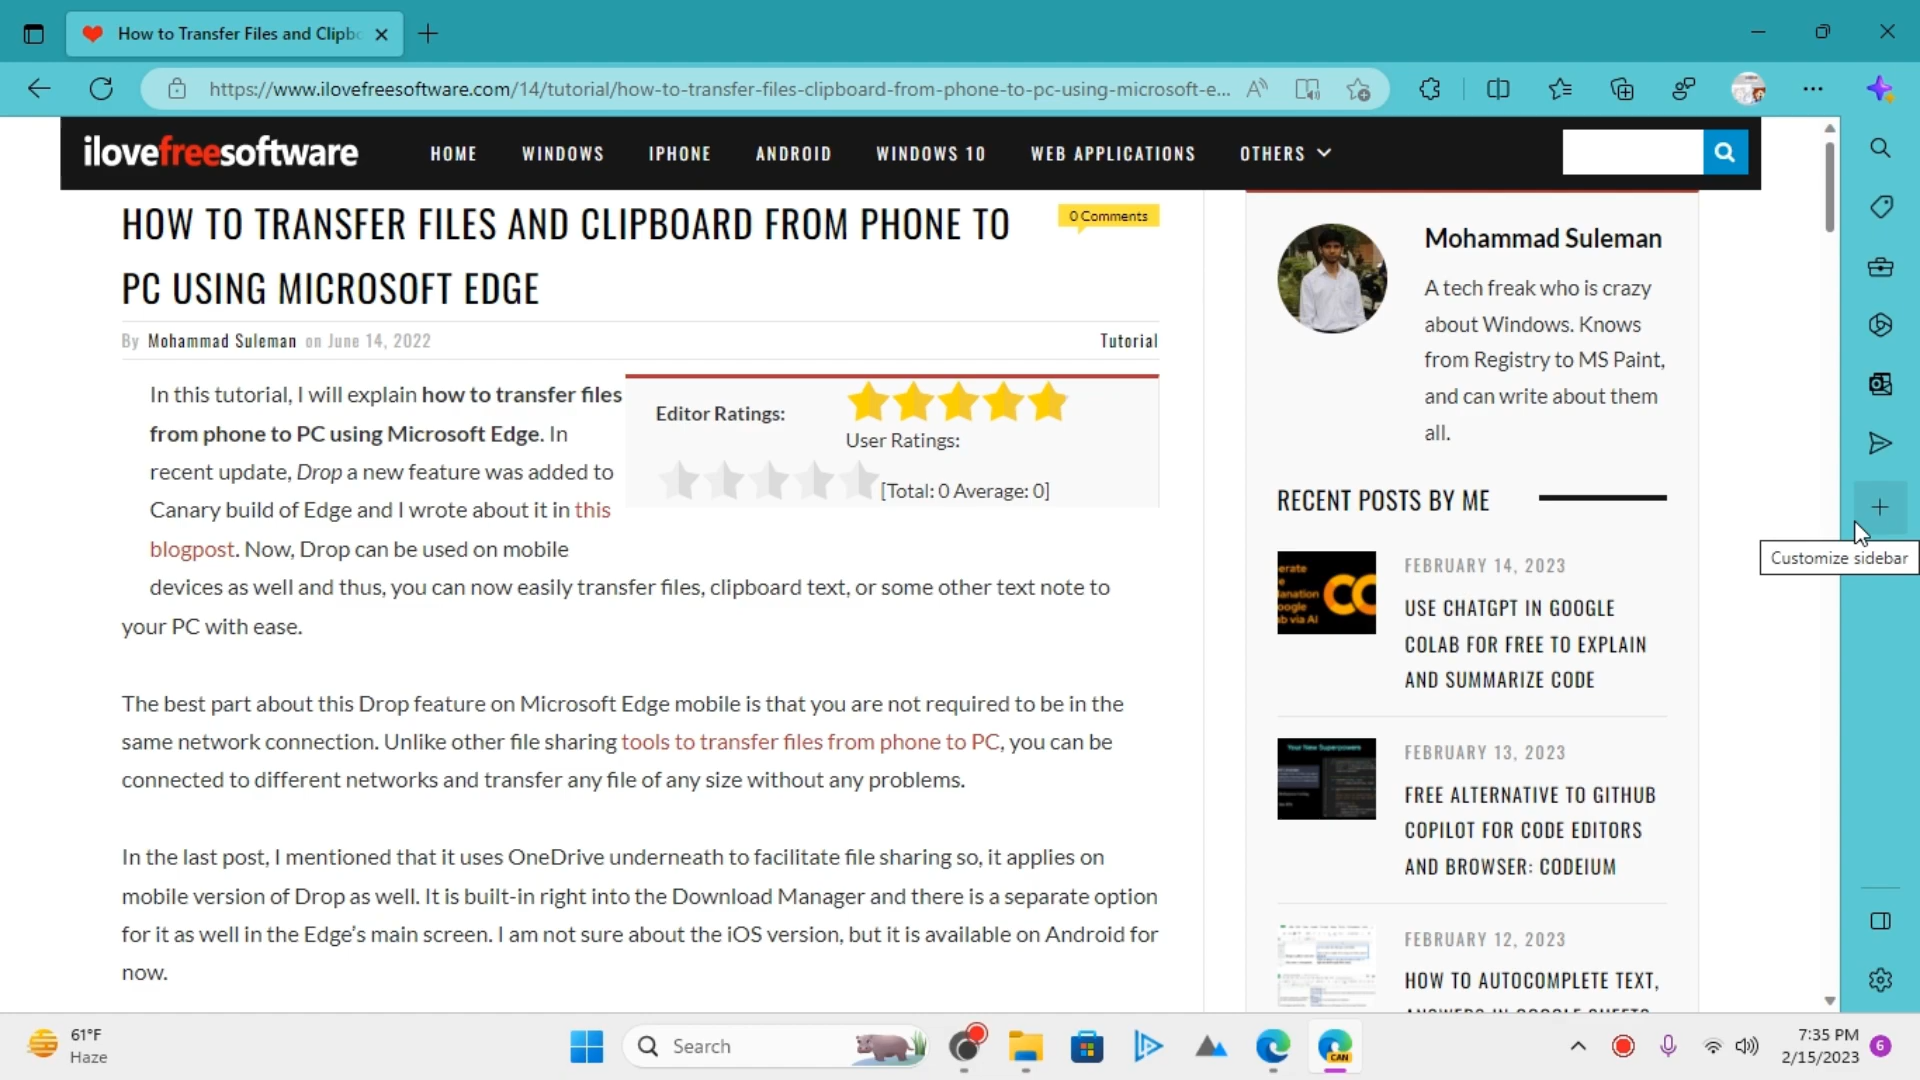 How to Transfer Files and Clipbo
https://www.ilovefreesoftware.com/14/tutorial/how-to-transfer-files-clipboard-from-phone-to-pc-using-microsoft-e...
ilovefreesoftware
HOME
WINDOWS
IPHONE
ANDROID
WINDOWS 10
WEB APPLICATIONS
OTHERS
HOW TO TRANSFER FILES AND CLIPBOARD FROM PHONE TO
PC USING MICROSOFT EDGE
0 Comments
By Mohammad Suleman on June 14, 2022
Tutorial
In this tutorial, I will explain how to transfer files
from phone to PC using Microsoft Edge. In
recent update, Drop a new feature was added to
Canary build of Edge and I wrote about it in this
blogpost. Now, Drop can be used on mobile
devices as well and thus, you can now easily transfer files, clipboard text, or some other text note to
your PC with ease.
Editor Ratings:
User Ratings:
[Total: 0 Average: 0]
The best part about this Drop feature on Microsoft Edge mobile is that you are not required to be in the
same network connection. Unlike other file sharing tools to transfer files from phone to PC, you can be
connected to different networks and transfer any file of any size without any problems.
In the last post, I mentioned that it uses OneDrive underneath to facilitate file sharing so, it applies on
mobile version of Drop as well. It is built-in right into the Download Manager and there is a separate option
for it as well in the Edge's main screen. I am not sure about the iOS version, but it is available on Android for
now.
Mohammad Suleman
A tech freak who is crazy
about Windows. Knows
from Registry to MS Paint,
and can write about them
all.
RECENT POSTS BY ME
erate
e
lanation
oogle
b via AI
FEBRUARY 14, 2023
USE CHATGPT IN GOOGLE
COLAB FOR FREE TO EXPLAIN
AND SUMMARIZE CODE
Your New Superpowers
FEBRUARY 13, 2023
FREE ALTERNATIVE TO GITHUB
COPILOT FOR CODE EDITORS
AND BROWSER: CODEIUM
FEBRUARY 12, 2023
HOW TO AUTOCOMPLETE TEXT,
ANSWERS IN GOOGLE SHEETS
Customize sidebar
61°F
Haze
Search
CAN
7:35 PM
2/15/2023
6